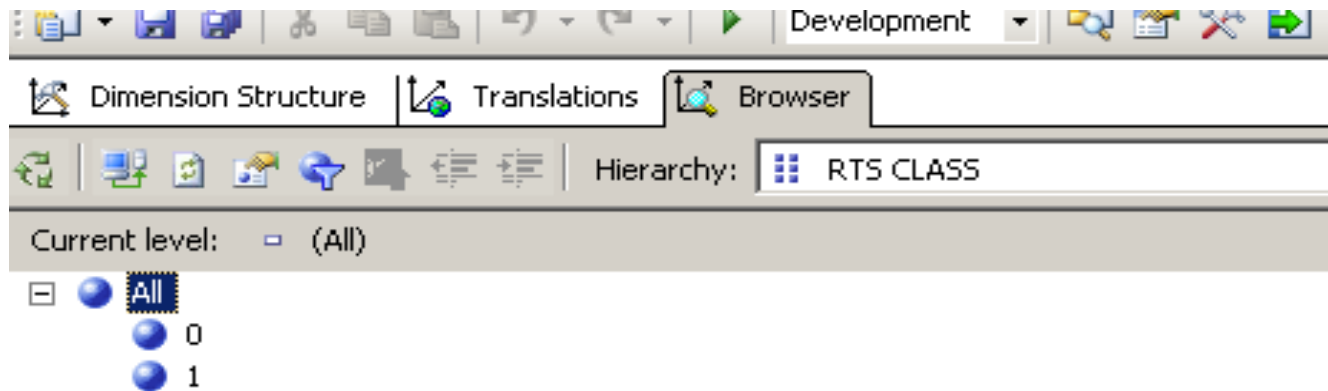 Development
Dimension Structure Translations Browser
Hierarchy: RTS CLASS
Current level: (All)
All
0
1